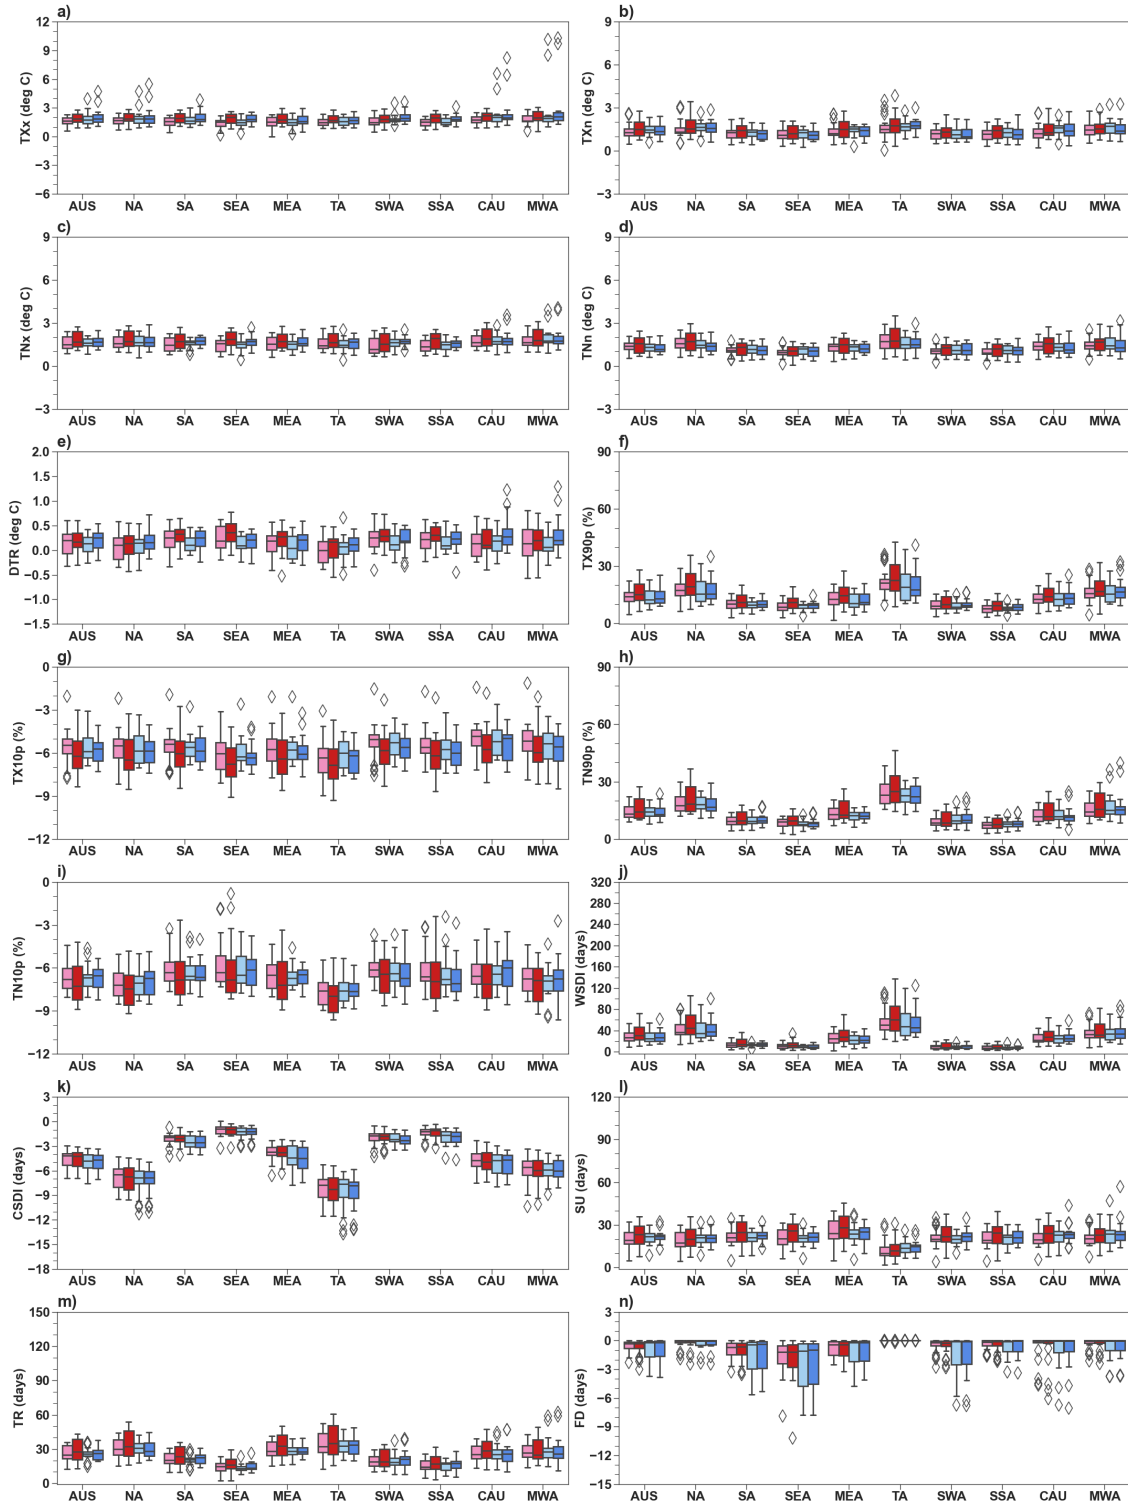 a)
TXx (deg C)
12
9
6
3
0
−3
−6
AUS NA SA SEA MEA TA SWA SSA CAU MWA
b)
TXn (deg C)
9
6
3
0
−3
AUS NA SA SEA MEA TA SWA SSA CAU MWA
c)
TNx (deg C)
9
6
3
0
−3
AUS NA SA SEA MEA TA SWA SSA CAU MWA
d)
TNn (deg C)
9
6
3
0
−3
AUS NA SA SEA MEA TA SWA SSA CAU MWA
e)
DTR (deg C)
2.0
1.5
1.0
0.5
0.0
−0.5
−1.0
−1.5
AUS NA SA SEA MEA TA SWA SSA CAU MWA
f)
TX90p (%)
90
60
30
0
AUS NA SA SEA MEA TA SWA SSA CAU MWA
g)
TX10p (%)
0
−3
−6
−9
−12
AUS NA SA SEA MEA TA SWA SSA CAU MWA
h)
TN90p (%)
90
60
30
0
AUS NA SA SEA MEA TA SWA SSA CAU MWA
i)
TN10p (%)
0
−3
−6
−9
−12
AUS NA SA SEA MEA TA SWA SSA CAU MWA
j)
WSDI (days)
320
280
240
200
160
120
80
40
0
AUS NA SA SEA MEA TA SWA SSA CAU MWA
k)
CSDI (days)
3
0
−3
−6
−9
−12
−15
−18
AUS NA SA SEA MEA TA SWA SSA CAU MWA
l)
SU (days)
120
90
60
30
0
AUS NA SA SEA MEA TA SWA SSA CAU MWA
m)
TR (days)
150
120
90
60
30
0
AUS NA SA SEA MEA TA SWA SSA CAU MWA
n)
FD (days)
3
0
−3
−6
−9
−12
−15
AUS NA SA SEA MEA TA SWA SSA CAU MWA